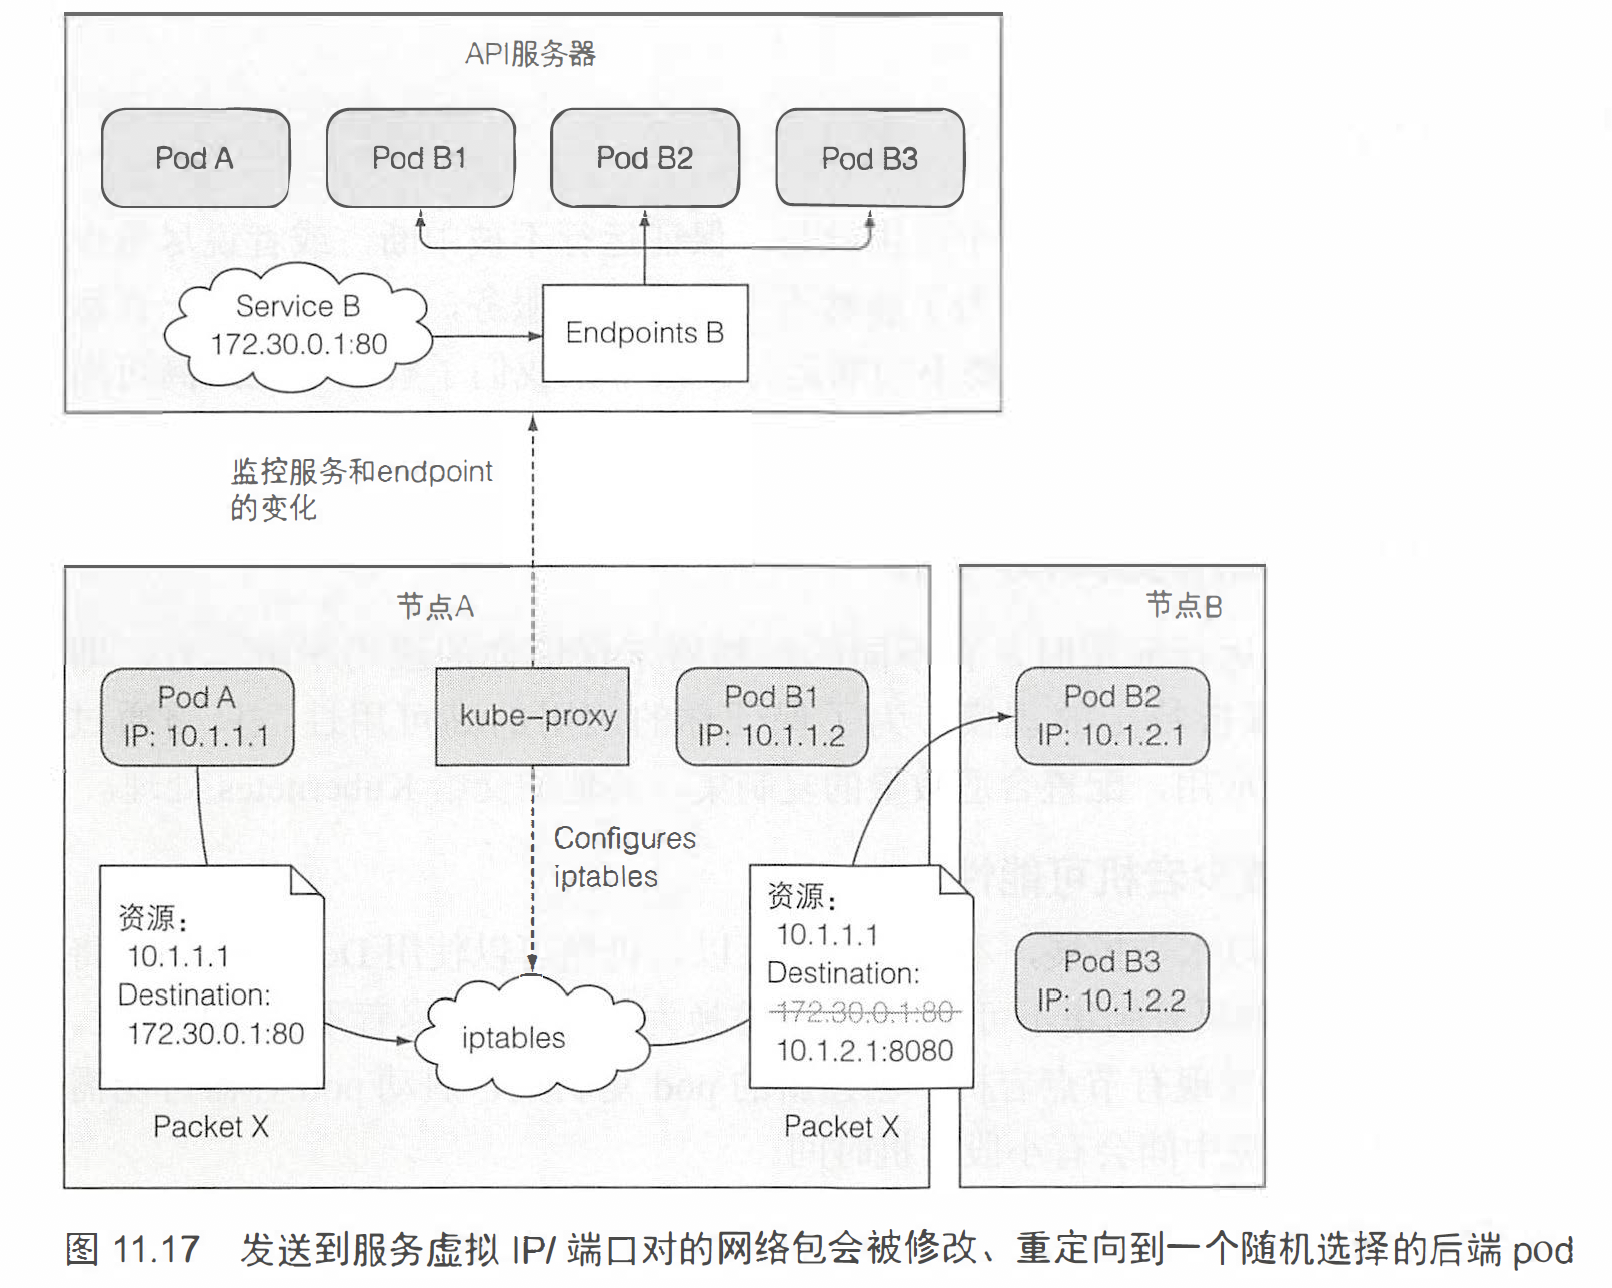 API服务器
Pod A
Pod B1
Pod B2
Pod B3
Service B
172.30.0.1:80
Endpoints B
监控服务和endpoint
的变化
节点A
节点B
Pod A
IP: 10.1.1.1
kube-proxy
Pod B1
IP: 10.1.1.2
Pod B2
IP: 10.1.2.1
Configures
iptables
资源:
10.1.1.1
Destination:
172.30.0.1:80
Packet X
iptables
资源:
10.1.1.1
Destination:
172.30.0.1:80
10.1.2.1:8080
Packet X
Pod B3
IP: 10.1.2.2
图 11.17 发送到服务虚拟 IP/ 端口对的网络包会被修改、重定向到一个随机选择的后端 pod